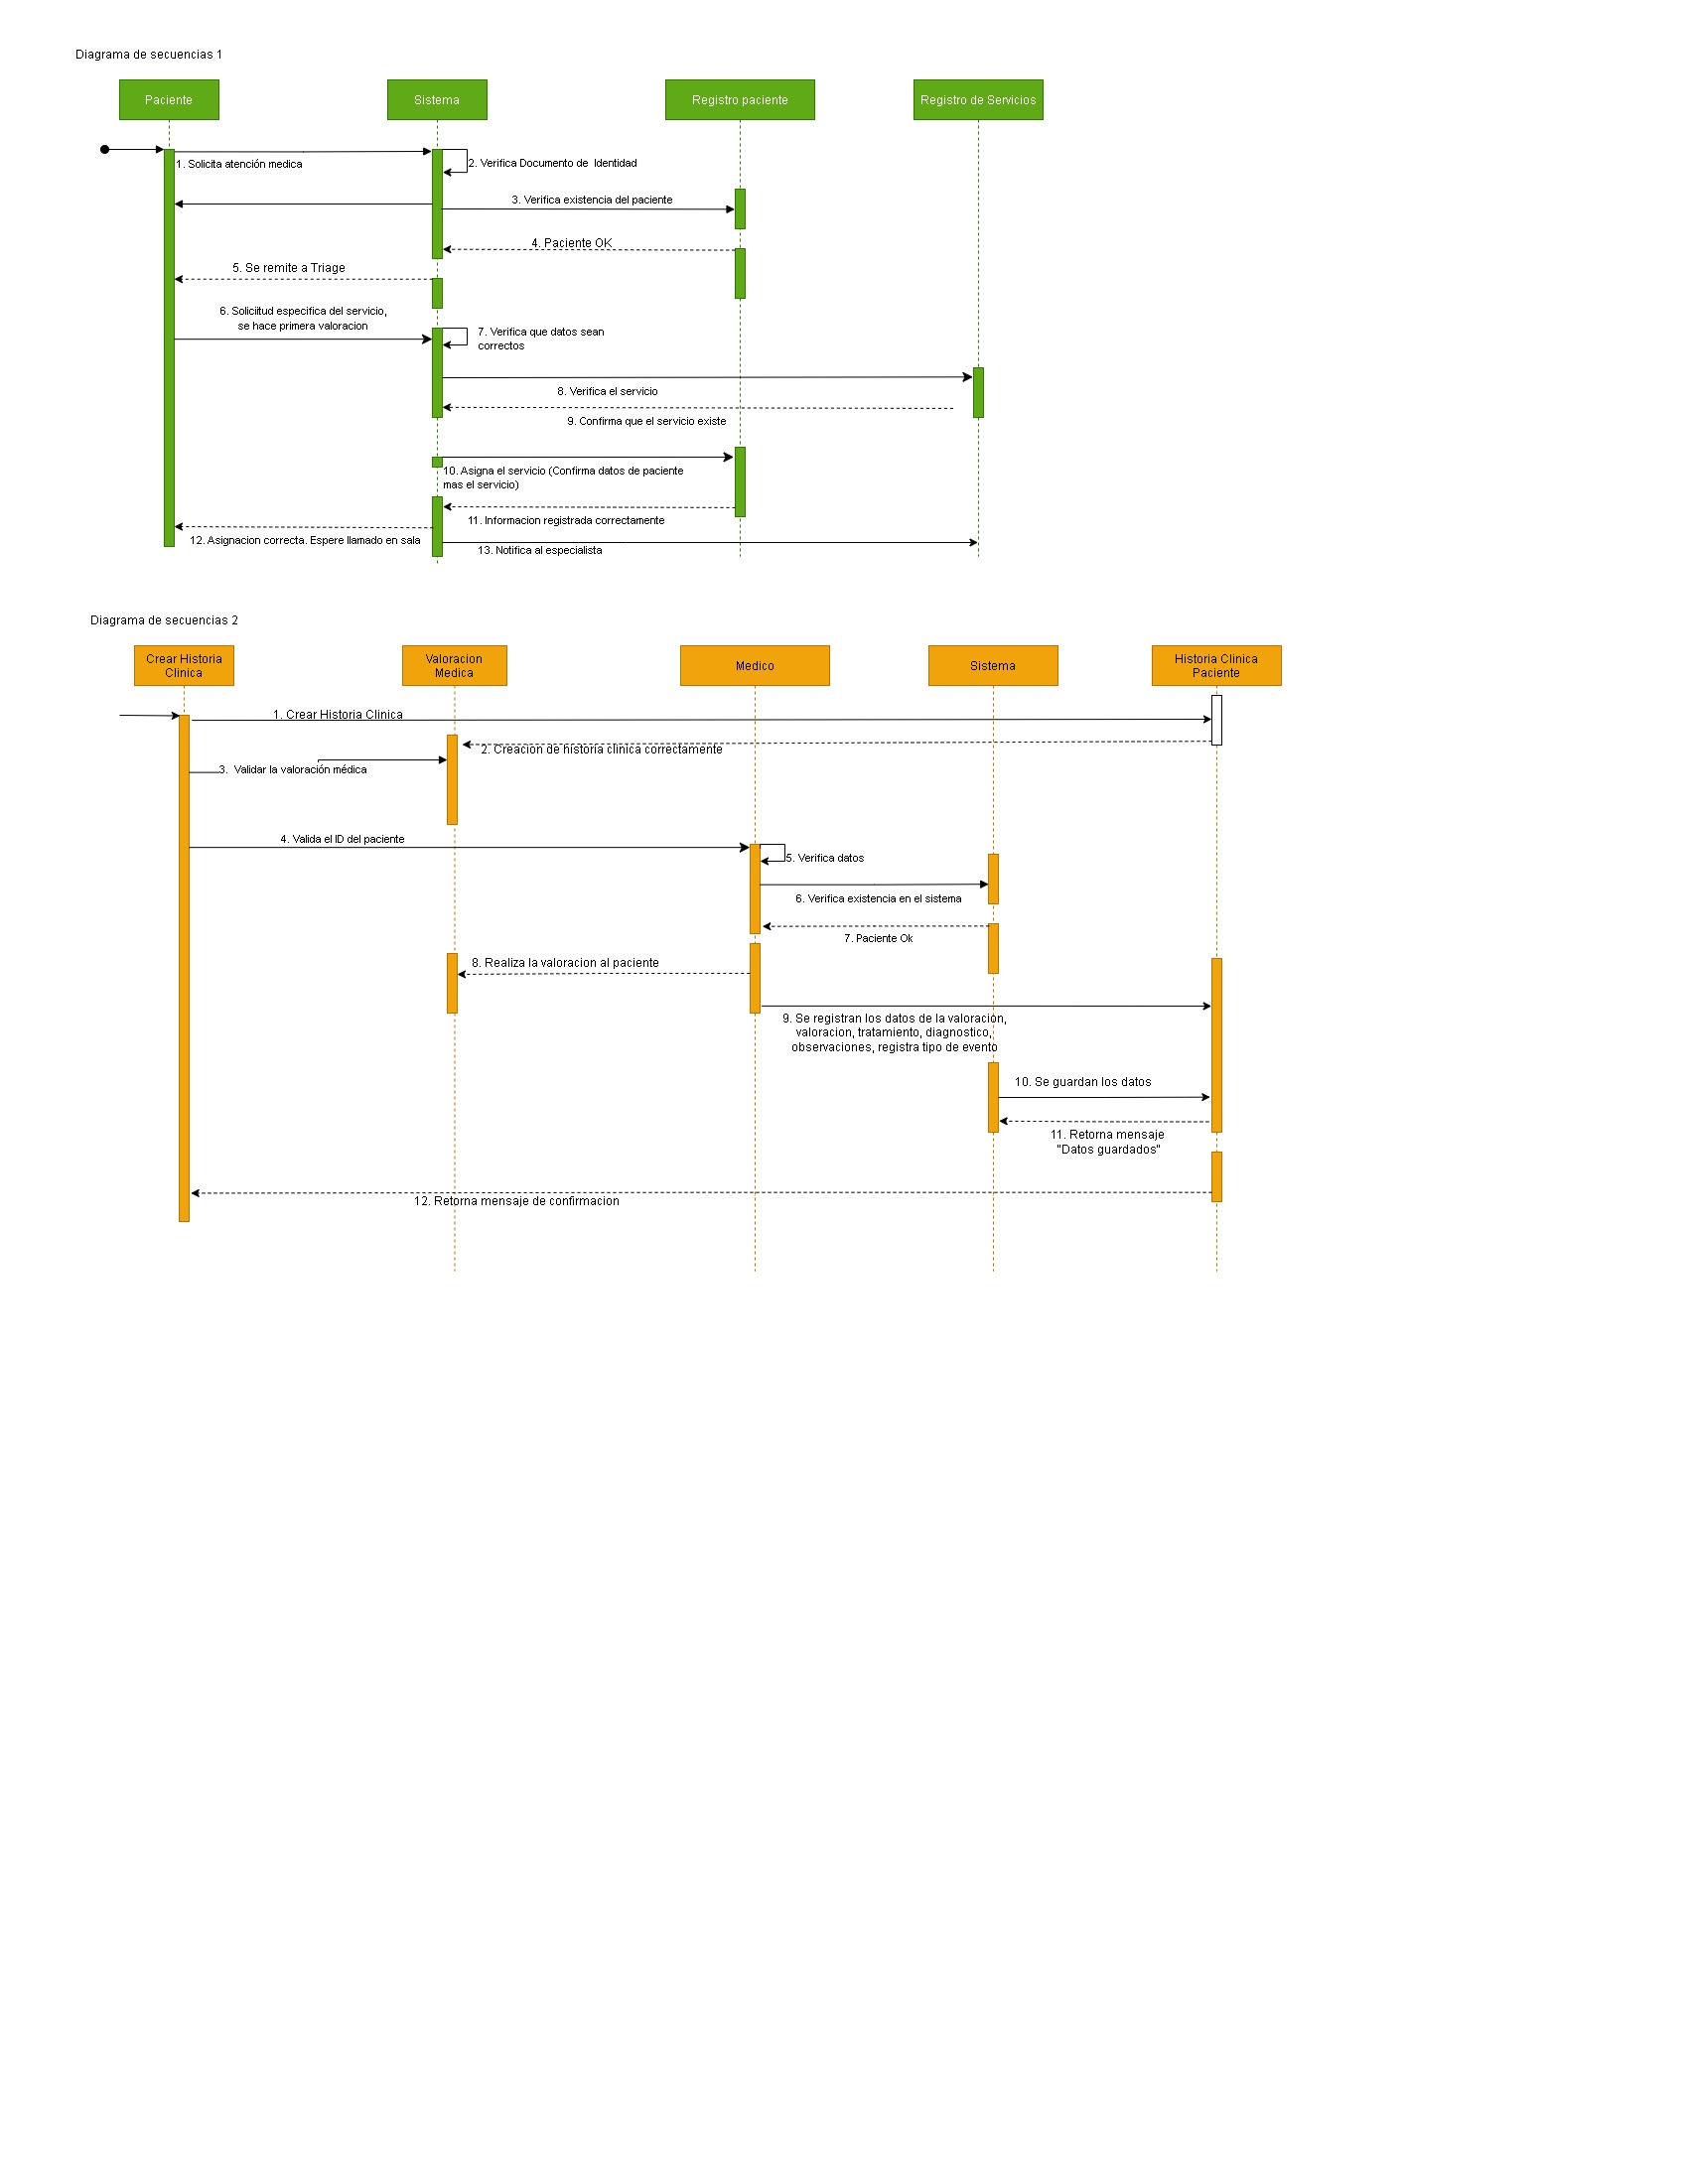 Diagrama de secuencias 1
Paciente
Sistema
Registro paciente
Registro de Servicios
1. Solicita atención medica
2. Verifica Documento de Identidad
3. Verifica existencia del paciente
4. Paciente OK
5. Se remite a Triage
6. Soliciitud especifica del servicio,
se hace primera valoracion
7. Verifica que datos sean
correctos
8. Verifica el servicio
9. Confirma que el servicio existe
10. Asigna el servicio (Confirma datos de paciente
mas el servicio)
11. Informacion registrada correctamente
12. Asignacion correcta. Espere llamado en sala
13. Notifica al especialista
Diagrama de secuencias 2
Crear Historia
Clinica
Valoracion
Medica
Medico
Sistema
Historia Clinica
Paciente
1. Crear Historia Clinica
2. Creacion de historia clinica correctamente
3. Validar la valoración médica
4. Valida el ID del paciente
5. Verifica datos
6. Verifica existencia en el sistema
7. Paciente Ok
8. Realiza la valoracion al paciente
9. Se registran los datos de la valoracion,
valoracion, tratamiento, diagnostico,
observaciones, registra tipo de evento
10. Se guardan los datos
11. Retorna mensaje
"Datos guardados"
12. Retorna mensaje de confirmacion